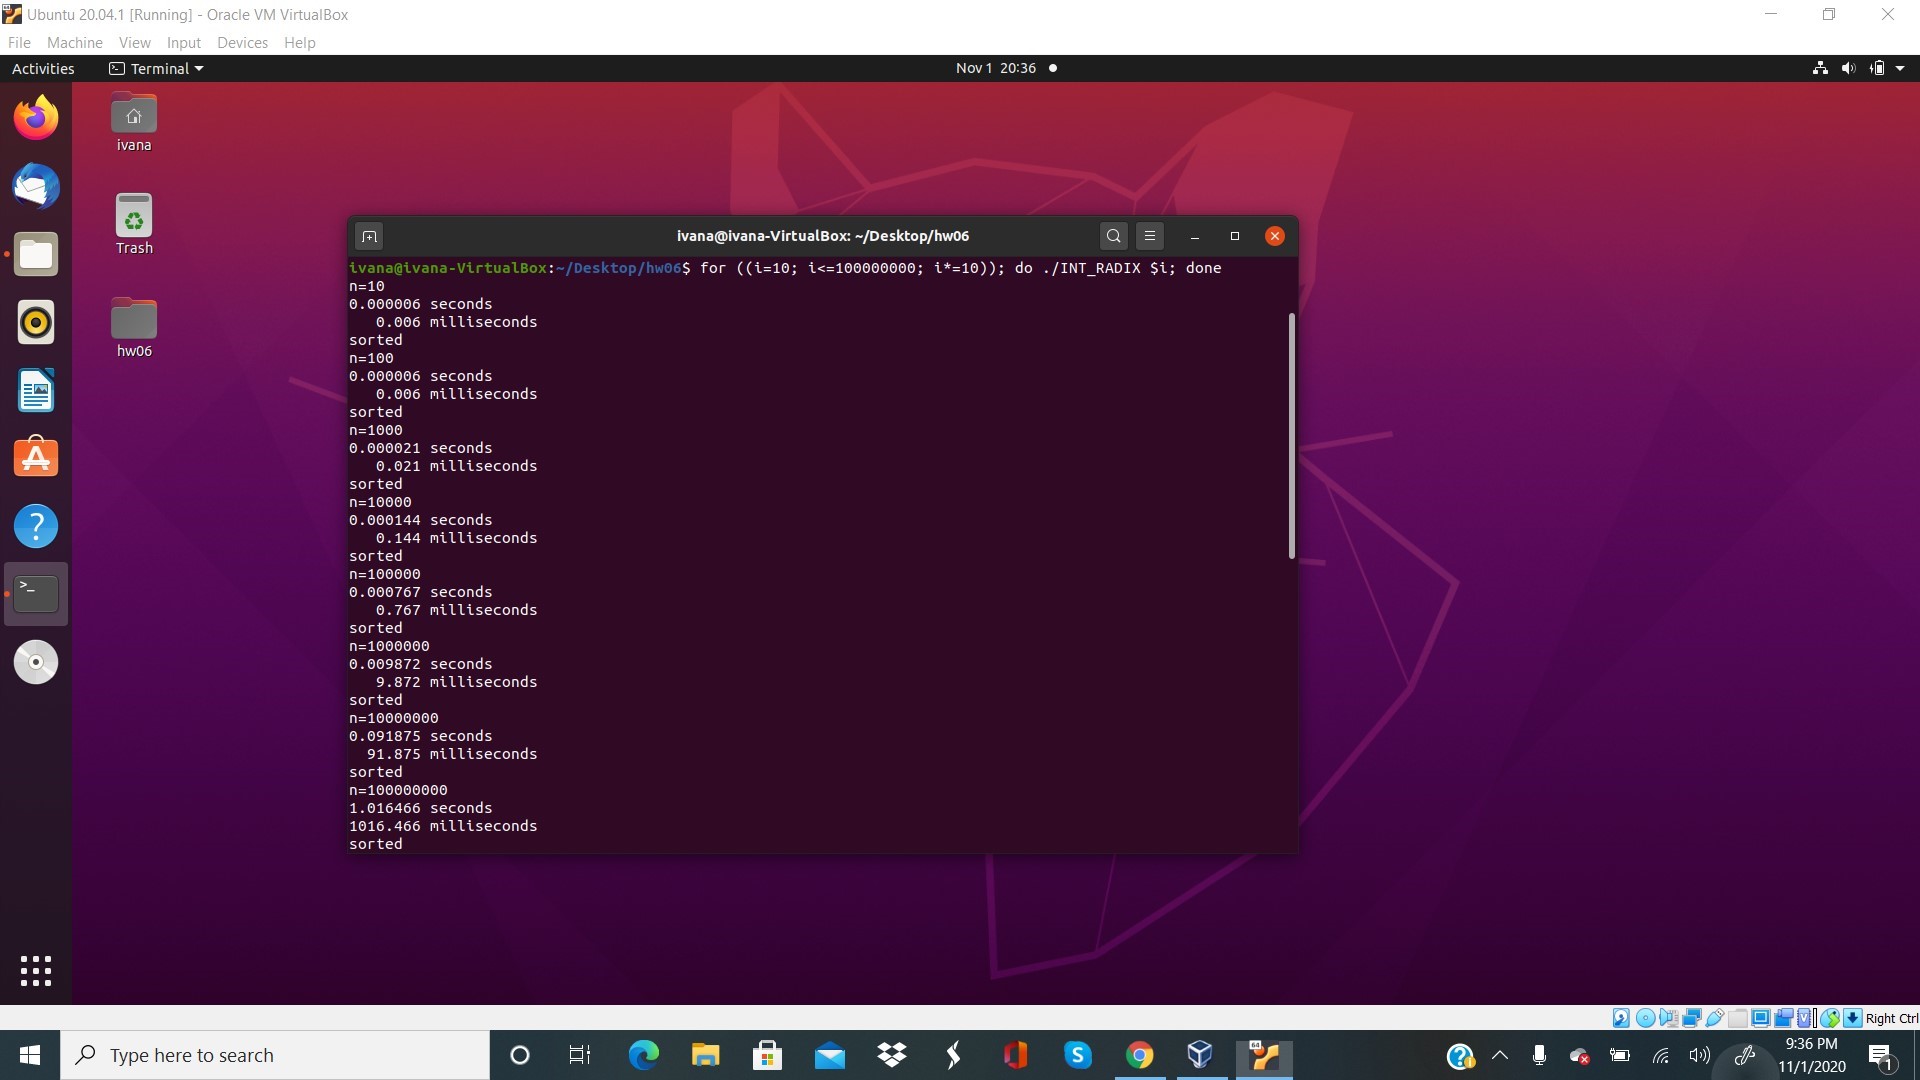 Ubuntu 20.04.1 [Running] - Oracle VM VirtualBox
File Machine View Input Devices Help
Activities Terminal Nov 1 20:36
ivana
Trash
hw06
ivana@ivana-VirtualBox: ~/Desktop/hw06
ivana@ivana-VirtualBox:~/Desktop/hw06$ for ((i=10; i<=100000000; i*=10)); do ./INT_RADIX $i; done
n=10
0.000006 seconds
   0.006 milliseconds
sorted
n=100
0.000006 seconds
   0.006 milliseconds
sorted
n=1000
0.000021 seconds
   0.021 milliseconds
sorted
n=10000
0.000144 seconds
   0.144 milliseconds
sorted
n=100000
0.000767 seconds
   0.767 milliseconds
sorted
n=1000000
0.009872 seconds
   9.872 milliseconds
sorted
n=10000000
0.091875 seconds
  91.875 milliseconds
sorted
n=100000000
1.016466 seconds
1016.466 milliseconds
sorted
Right Ctrl
Type here to search
9:36 PM
11/1/2020
1